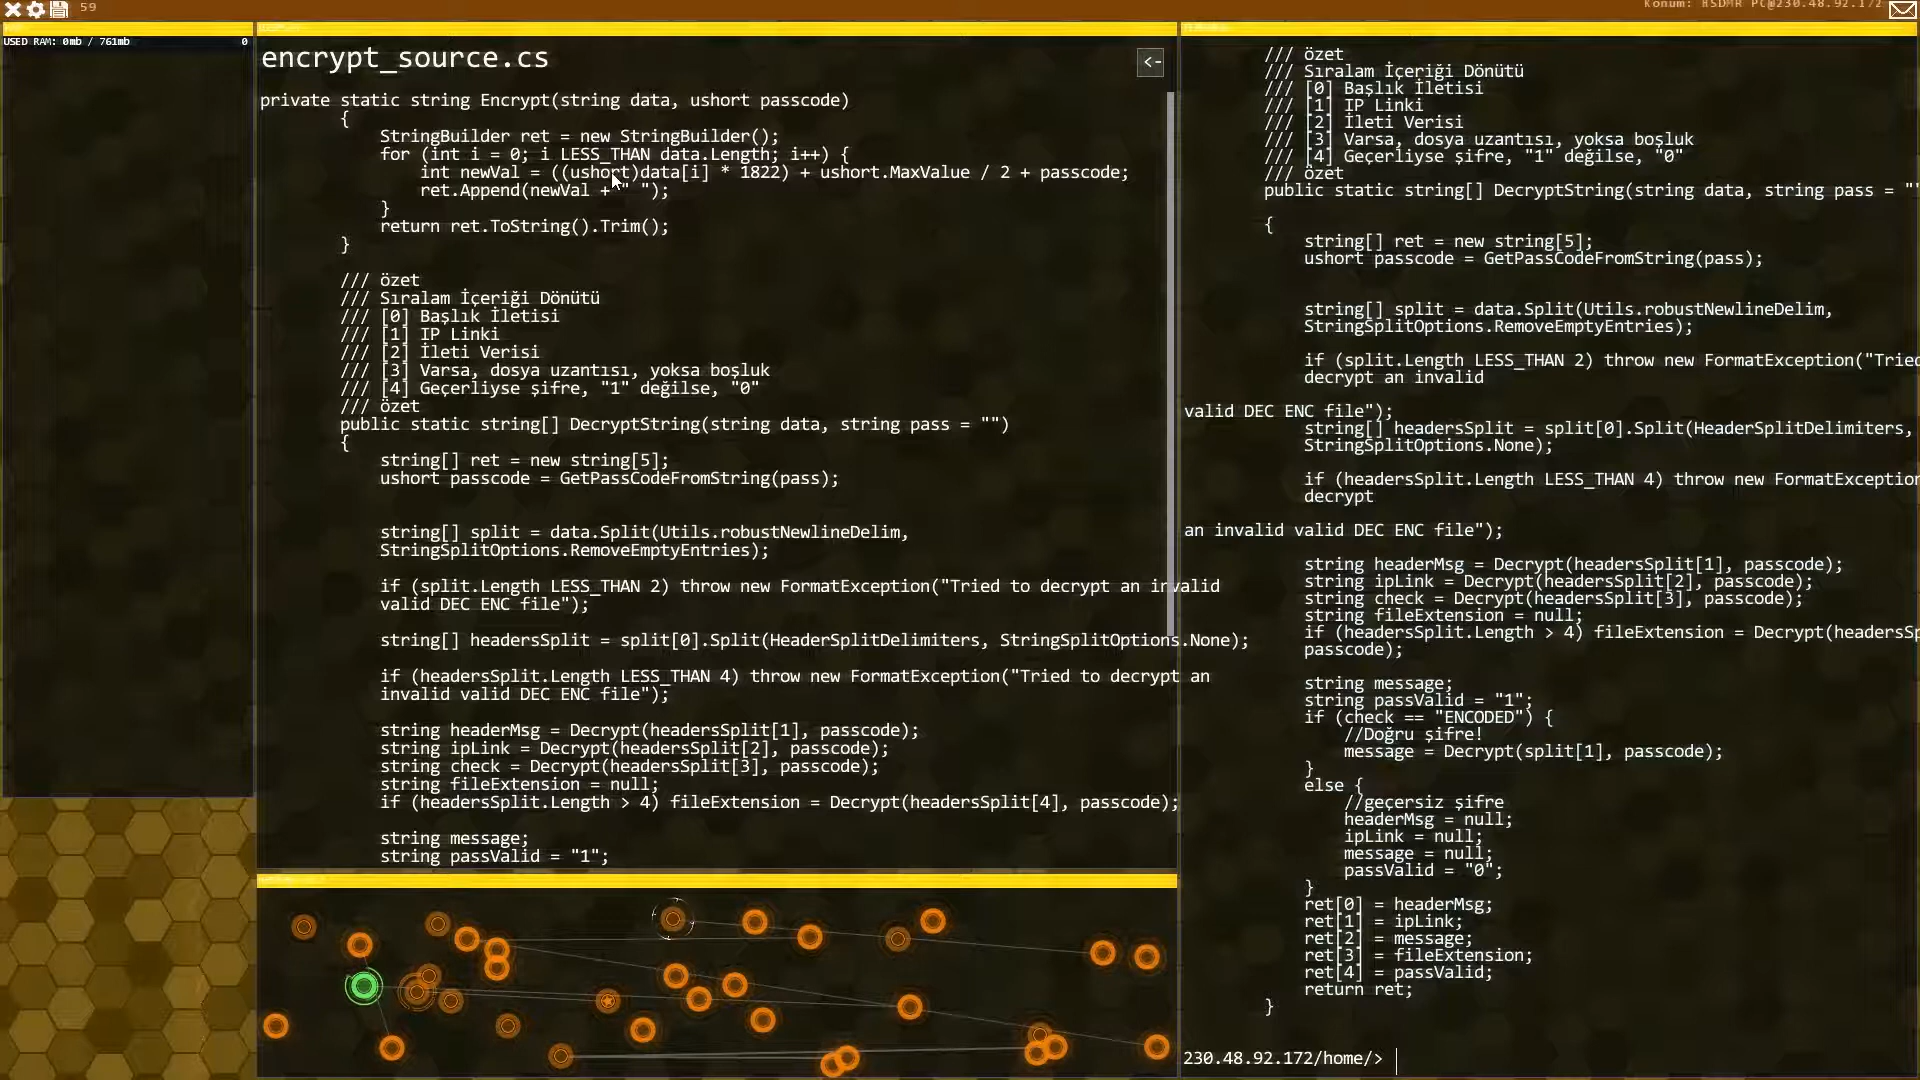 59
Konum: HSDMR PC@230.48.92.172
USED RAM: 0mb / 761mb 0
encrypt_source.cs
<-
private static string Encrypt(string data, ushort passcode)
{
StringBuilder ret = new StringBuilder();
for (int i = 0; i LESS_THAN data.Length; i++) {
int newVal = ((ushort)data[i] * 1822) + ushort.MaxValue / 2 + passcode;
ret.Append(newVal + " ");
}
return ret.ToString().Trim();
}
/// özet
/// Sıralam İçeriği Dönütü
/// [0] Başlık İletisi
/// [1] IP Linki
/// [2] İleti Verisi
/// [3] Varsa, dosya uzantısı, yoksa boşluk
/// [4] Geçerliyse şifre, "1" değilse, "0"
/// özet
public static string[] DecryptString(string data, string pass = "")
{
string[] ret = new string[5];
ushort passcode = GetPassCodeFromString(pass);
string[] split = data.Split(Utils.robustNewlineDelim,
StringSplitOptions.RemoveEmptyEntries);
if (split.Length LESS_THAN 2) throw new FormatException("Tried to decrypt an invalid
valid DEC ENC file");
string[] headersSplit = split[0].Split(HeaderSplitDelimiters, StringSplitOptions.None);
if (headersSplit.Length LESS_THAN 4) throw new FormatException("Tried to decrypt an
invalid valid DEC ENC file");
string headerMsg = Decrypt(headersSplit[1], passcode);
string ipLink = Decrypt(headersSplit[2], passcode);
string check = Decrypt(headersSplit[3], passcode);
string fileExtension = null;
if (headersSplit.Length > 4) fileExtension = Decrypt(headersSplit[4], passcode);
string message;
string passValid = "1";
/// özet
/// Sıralam İçeriği Dönütü
/// [0] Başlık İletisi
/// [1] IP Linki
/// [2] İleti Verisi
/// [3] Varsa, dosya uzantısı, yoksa boşluk
/// [4] Geçerliyse şifre, "1" değilse, "0"
/// özet
public static string[] DecryptString(string data, string pass = ""
{
string[] ret = new string[5];
ushort passcode = GetPassCodeFromString(pass);
string[] split = data.Split(Utils.robustNewlineDelim,
StringSplitOptions.RemoveEmptyEntries);
if (split.Length LESS_THAN 2) throw new FormatException("Tried
decrypt an invalid
valid DEC ENC file");
string[] headersSplit = split[0].Split(HeaderSplitDelimiters,
StringSplitOptions.None);
if (headersSplit.Length LESS_THAN 4) throw new FormatException
decrypt
an invalid valid DEC ENC file");
string headerMsg = Decrypt(headersSplit[1], passcode);
string ipLink = Decrypt(headersSplit[2], passcode);
string check = Decrypt(headersSplit[3], passcode);
string fileExtension = null;
if (headersSplit.Length > 4) fileExtension = Decrypt(headersSp
passcode);
string message;
string passValid = "1";
if (check == "ENCODED") {
//Doğru şifre!
message = Decrypt(split[1], passcode);
}
else {
//geçersiz şifre
headerMsg = null;
ipLink = null;
message = null;
passValid = "0";
}
ret[0] = headerMsg;
ret[1] = ipLink;
ret[2] = message;
ret[3] = fileExtension;
ret[4] = passValid;
return ret;
}
230.48.92.172/home/>